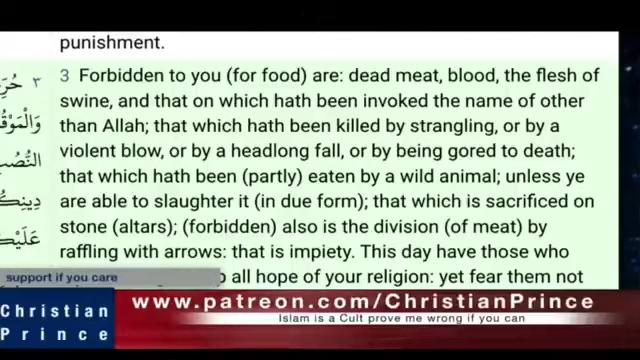 punishment.
3 Forbidden to you (for food) are: dead meat, blood, the flesh of
swine, and that on which hath been invoked the name of other
than Allah; that which hath been killed by strangling, or by a
violent blow, or by a headlong fall, or by being gored to death;
that which hath been (partly) eaten by a wild animal; unless ye
are able to slaughter it (in due form); that which is sacrificed on
stone (altars); (forbidden) also is the division (of meat) by
raffling with arrows: that is impiety. This day have those who
all hope of your religion: yet fear them not
٣
support if you care
Christian
Prince
www.patreon.com/ChristianPrince
Islam is a Cult prove me wrong if you can